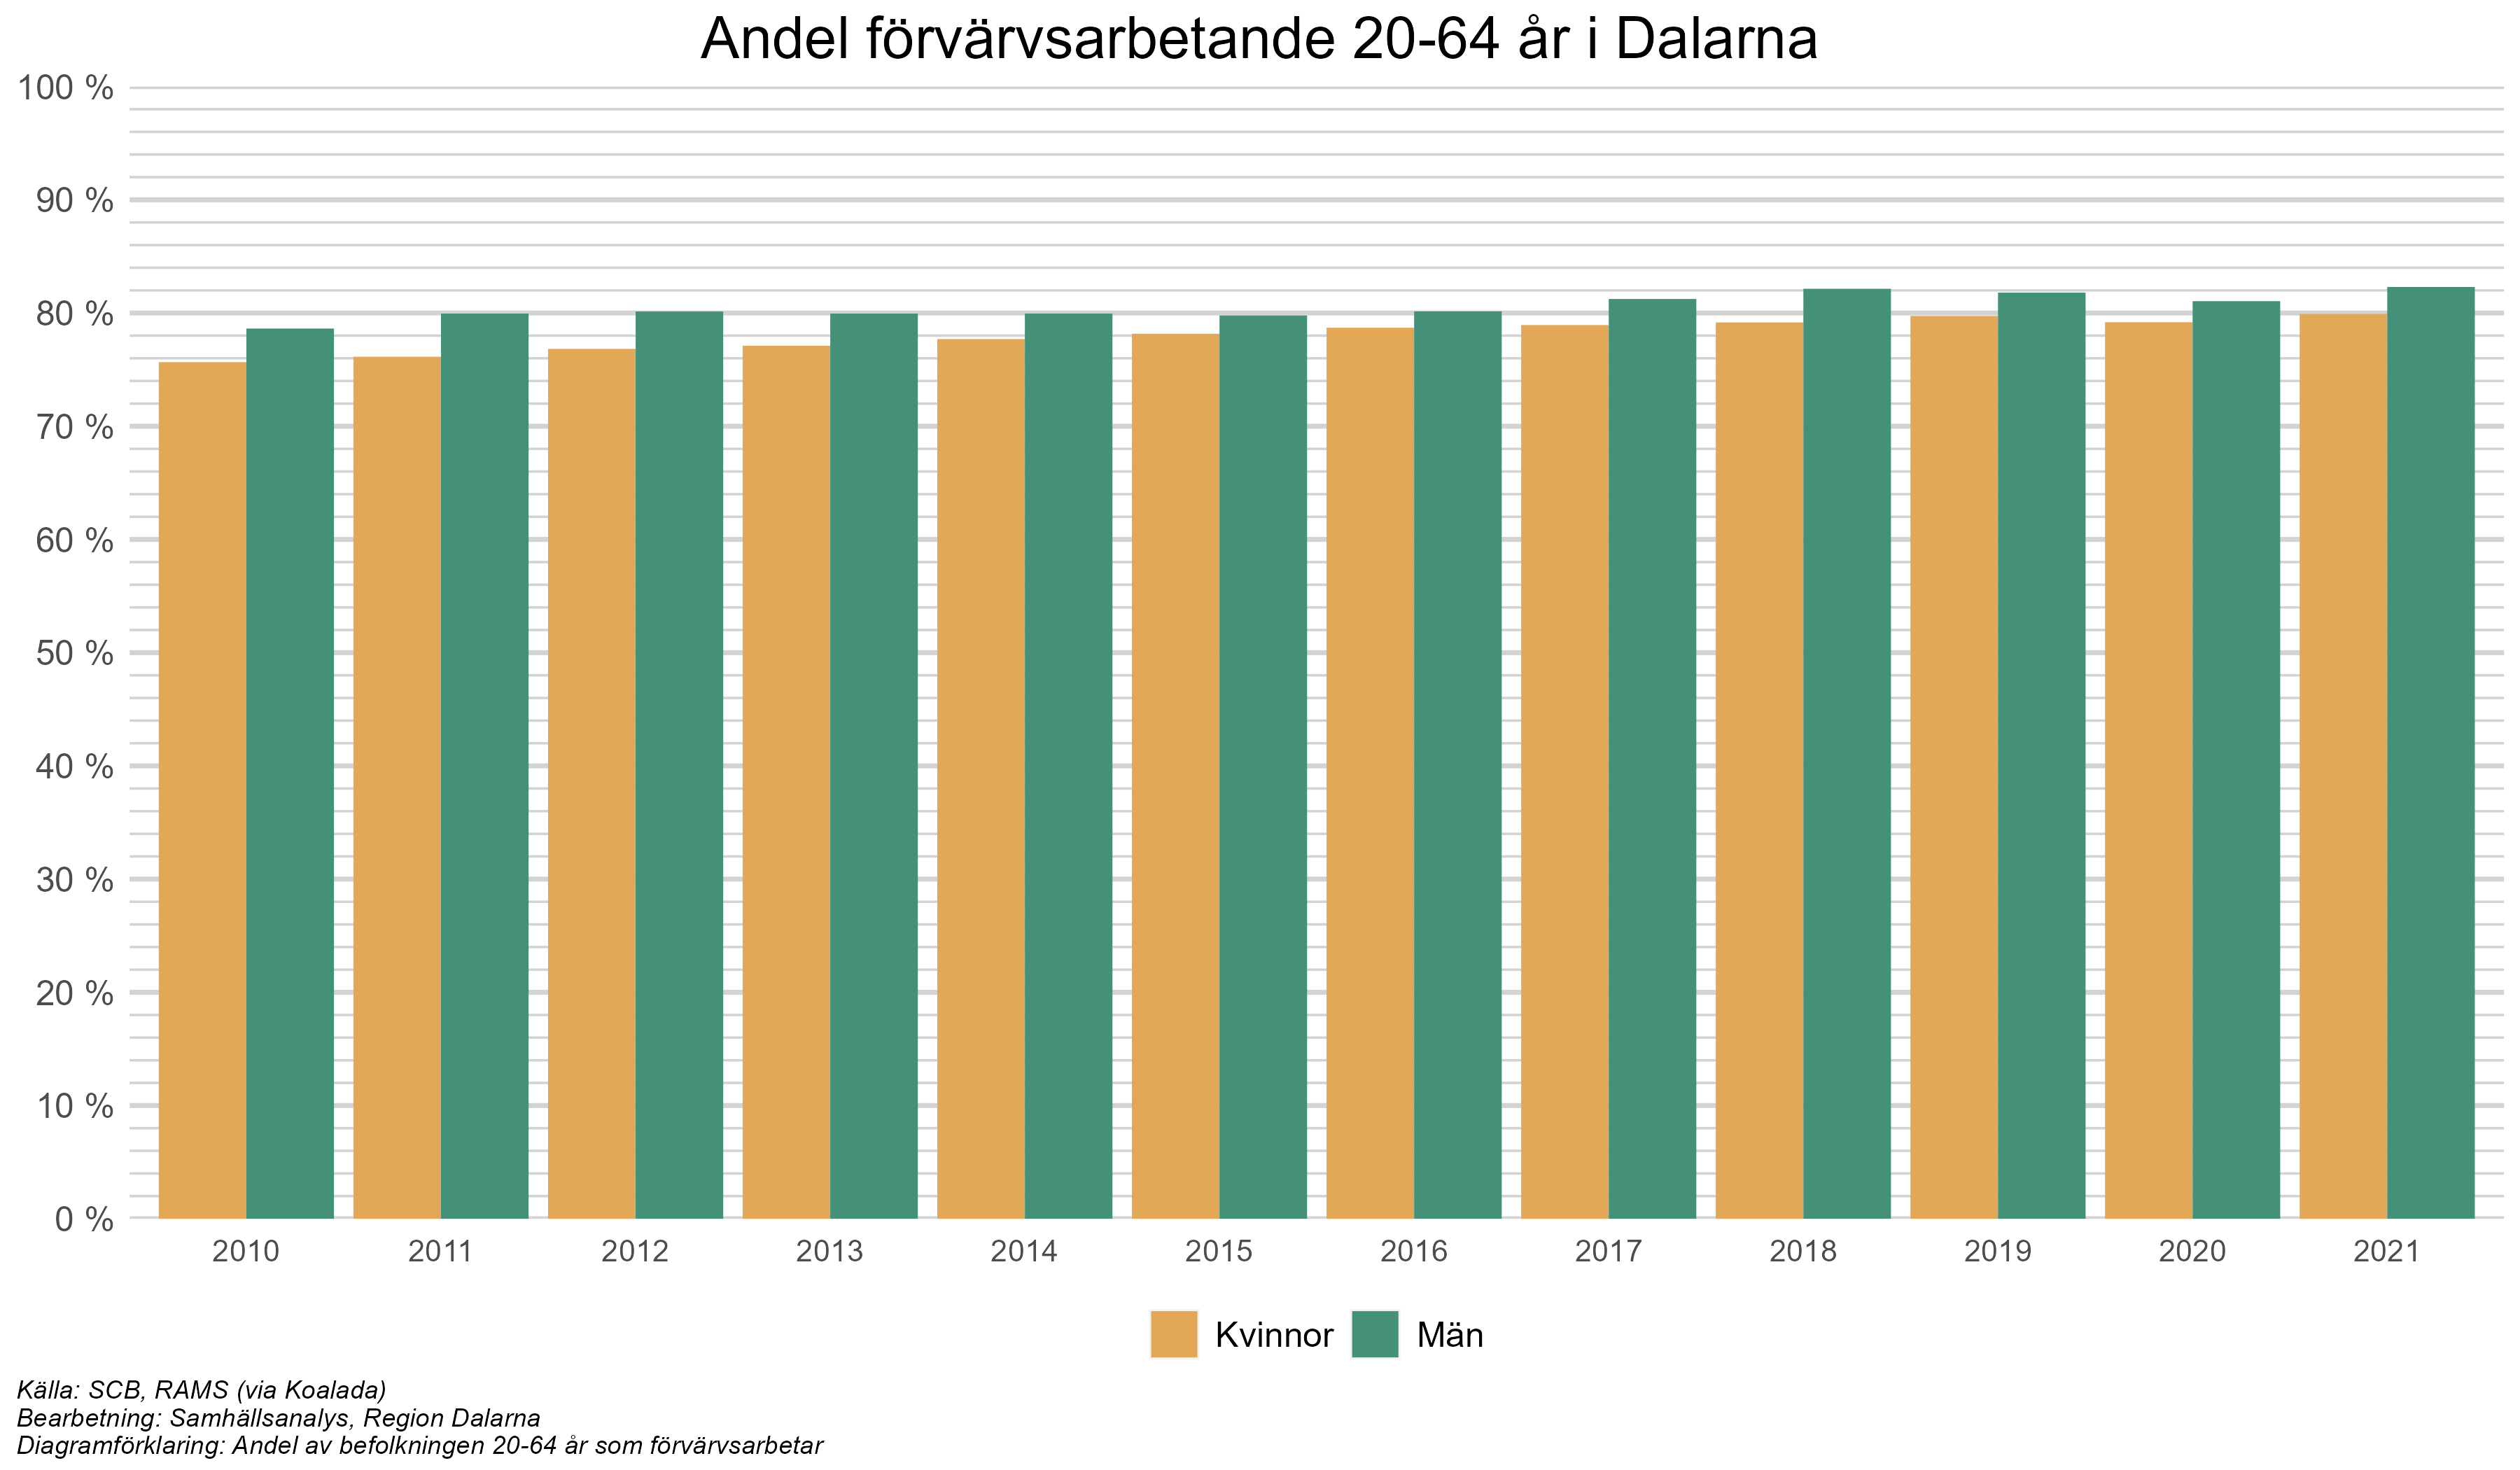 Andel förvärvsarbetande 20-64 år i Dalarna
100 %
90 %
80 %
70 %
60 %
50 %
40 %
30 %
20 %
10 %
0 %
2010 2011 2012 2013 2014 2015 2016 2017 2018 2019 2020 2021
Kvinnor Män
Källa: SCB, RAMS (via Koalada)
Bearbetning: Samhällsanalys, Region Dalarna
Diagramförklaring: Andel av befolkningen 20-64 år som förvärvsarbetar